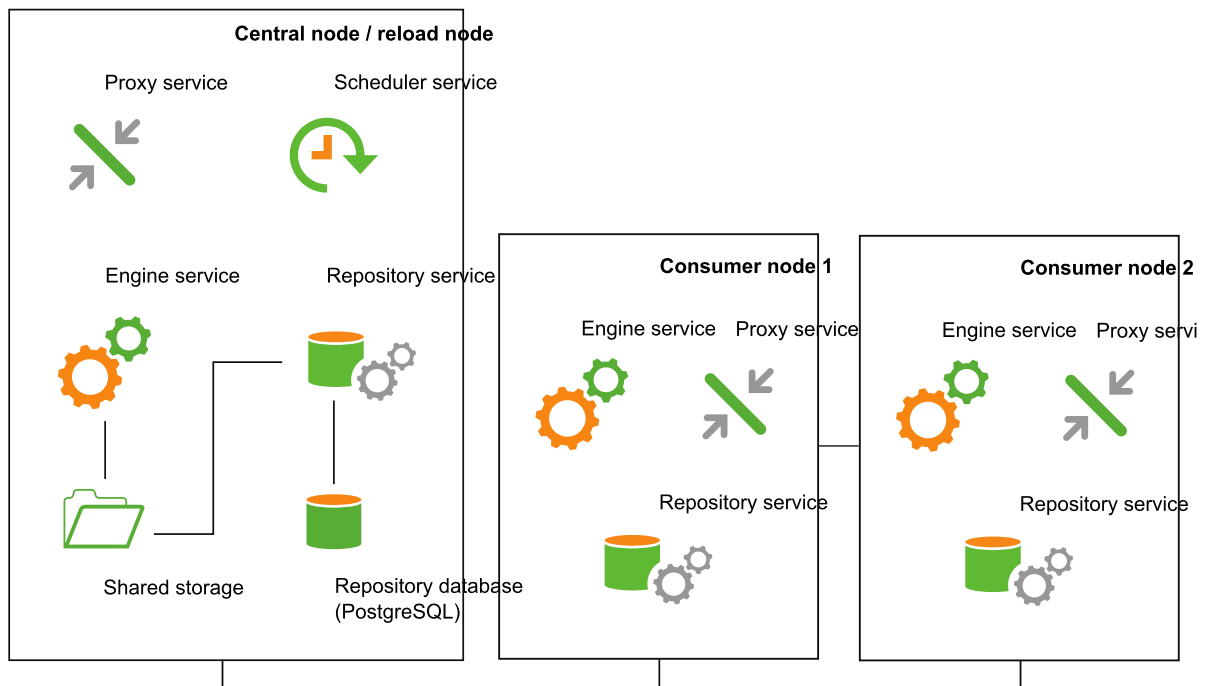 Central node / reload node
Proxy service
Scheduler service
Engine service
Repository service
Shared storage
Repository database
(PostgreSQL)
Consumer node 1
Engine service
Proxy service
Repository service
Consumer node 2
Engine service
Proxy servi
Repository service